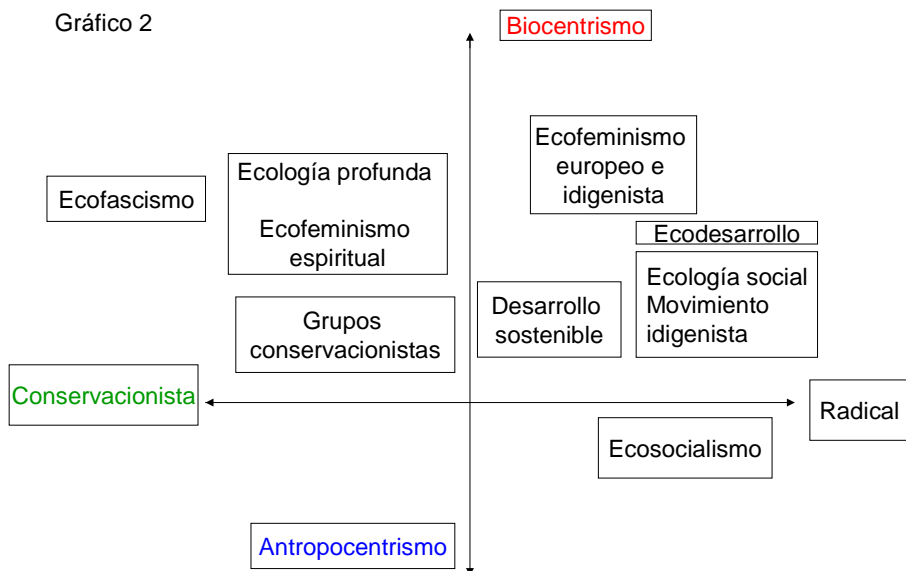 Gráfico 2
Biocentrismo
Ecofeminismo
europeo e
idigenista
Ecología profunda
Ecofascismo
Ecofeminismo
espiritual
Ecodesarrollo
Ecología social
Movimiento
idigenista
Desarrollo
sostenible
Grupos
conservacionistas
Conservacionista
Radical
Ecosocialismo
Antropocentrismo